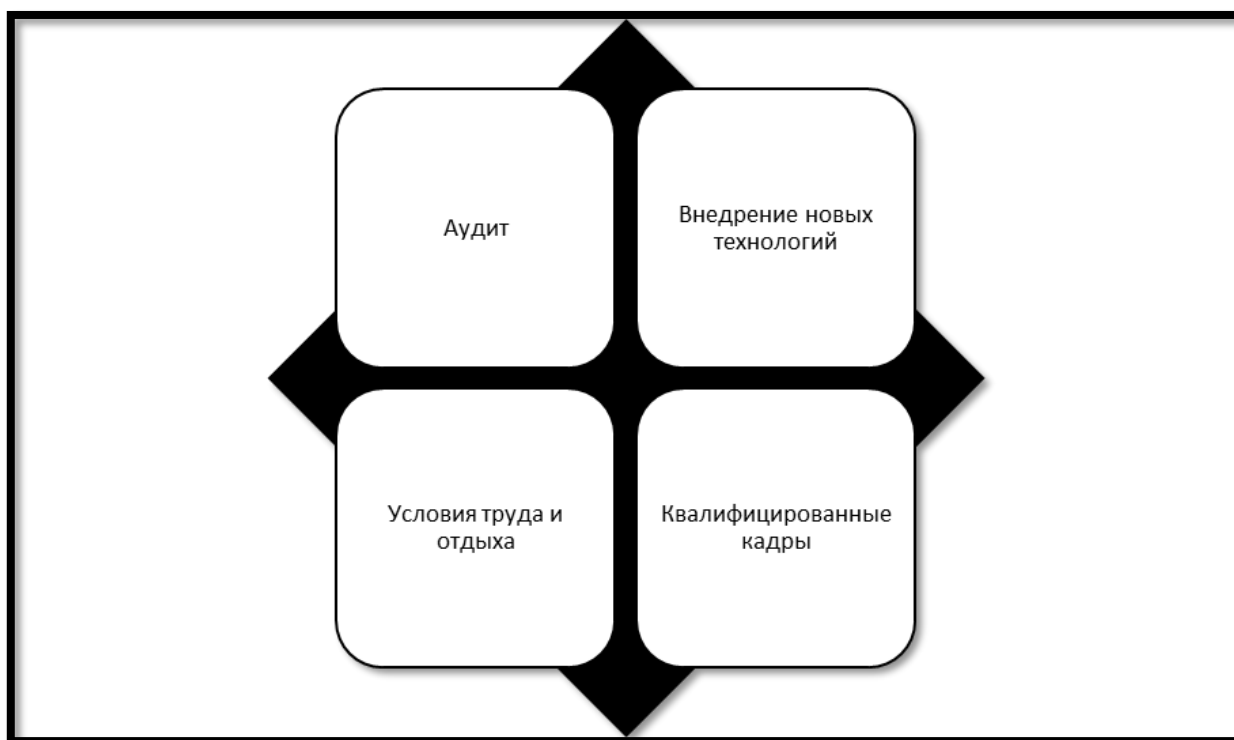 Аудит
Внедрение новых
технологий
Условия труда и
отдыха
Квалифицированные
кадры